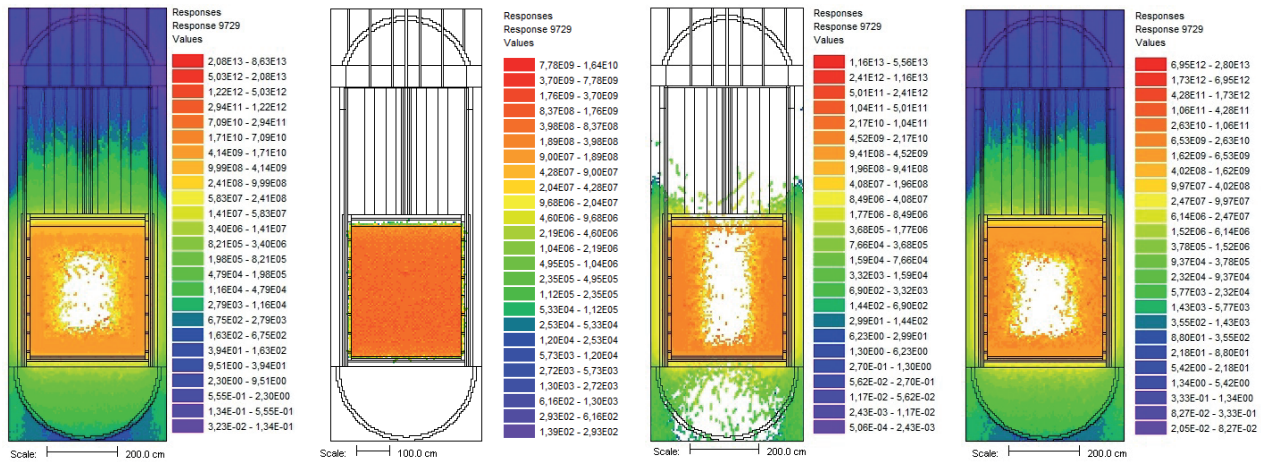 Responses
Response 9729
Values
2,08E13 - 8,63E13
5,03E12 - 2,08E13
1,22E12 - 5,03E12
2,94E11 - 1,22E12
7,09E10 - 2,94E11
1,71E10 - 7,09E10
4,14E09 - 1,71E10
9,99E08 - 4,14E09
2,41E08 - 9,99E08
5,83E07 - 2,41E08
1,41E07 - 5,83E07
3,40E06 - 1,41E07
8,21E05 - 3,40E06
1,98E05 - 8,21E05
4,79E04 - 1,98E05
1,16E04 - 4,79E04
2,79E03 - 1,16E04
6,75E02 - 2,79E03
1,63E02 - 6,75E02
3,94E01 - 1,63E02
9,51E00 - 3,94E01
2,30E00 - 9,51E00
5,55E-01 - 2,30E00
1,34E-01 - 5,55E-01
3,23E-02 - 1,34E-01
Scale: 200.0 cm
Responses
Response 9729
Values
7,78E09 - 1,64E10
3,70E09 - 7,78E09
1,76E09 - 3,70E09
8,37E08 - 1,76E09
3,98E08 - 8,37E08
1,89E08 - 3,98E08
9,00E07 - 1,89E08
4,28E07 - 9,00E07
2,04E07 - 4,28E07
9,68E06 - 2,04E07
4,60E06 - 9,68E06
2,19E06 - 4,60E06
1,04E06 - 2,19E06
4,95E05 - 1,04E06
2,35E05 - 4,95E05
1,12E05 - 2,35E05
5,33E04 - 1,12E05
2,53E04 - 5,33E04
1,20E04 - 2,53E04
5,73E03 - 1,20E04
2,72E03 - 5,73E03
1,30E03 - 2,72E03
6,16E02 - 1,30E03
2,93E02 - 6,16E02
1,39E02 - 2,93E02
Scale: 100.0 cm
Responses
Response 9729
Values
1,16E13 - 5,56E13
2,41E12 - 1,16E13
5,01E11 - 2,41E12
1,04E11 - 5,01E11
2,17E10 - 1,04E11
4,52E09 - 2,17E10
9,41E08 - 4,52E09
1,96E08 - 9,41E08
4,08E07 - 1,96E08
8,49E06 - 4,08E07
1,77E06 - 8,49E06
3,68E05 - 1,77E06
7,66E04 - 3,68E05
1,59E04 - 7,66E04
3,32E03 - 1,59E04
6,90E02 - 3,32E03
1,44E02 - 6,90E02
2,99E01 - 1,44E02
6,23E00 - 2,99E01
1,30E00 - 6,23E00
2,70E-01 - 1,30E00
5,62E-02 - 2,70E-01
1,17E-02 - 5,62E-02
2,43E-03 - 1,17E-02
5,06E-04 - 2,43E-03
Scale: 200.0 cm
Responses
Response 9729
Values
6,95E12 - 2,80E13
1,73E12 - 6,95E12
4,28E11 - 1,73E12
1,06E11 - 4,28E11
2,63E10 - 1,06E11
6,53E09 - 2,63E10
1,62E09 - 6,53E09
4,02E08 - 1,62E09
9,97E07 - 4,02E08
2,47E07 - 9,97E07
6,14E06 - 2,47E07
1,52E06 - 6,14E06
3,78E05 - 1,52E06
9,37E04 - 3,78E05
2,32E04 - 9,37E04
5,77E03 - 2,32E04
1,43E03 - 5,77E03
3,55E02 - 1,43E03
8,80E01 - 3,55E02
2,18E01 - 8,80E01
5,42E00 - 2,18E01
1,34E00 - 5,42E00
3,33E-01 - 1,34E00
8,27E-02 - 3,33E-01
2,05E-02 - 8,27E-02
Scale: 200.0 cm